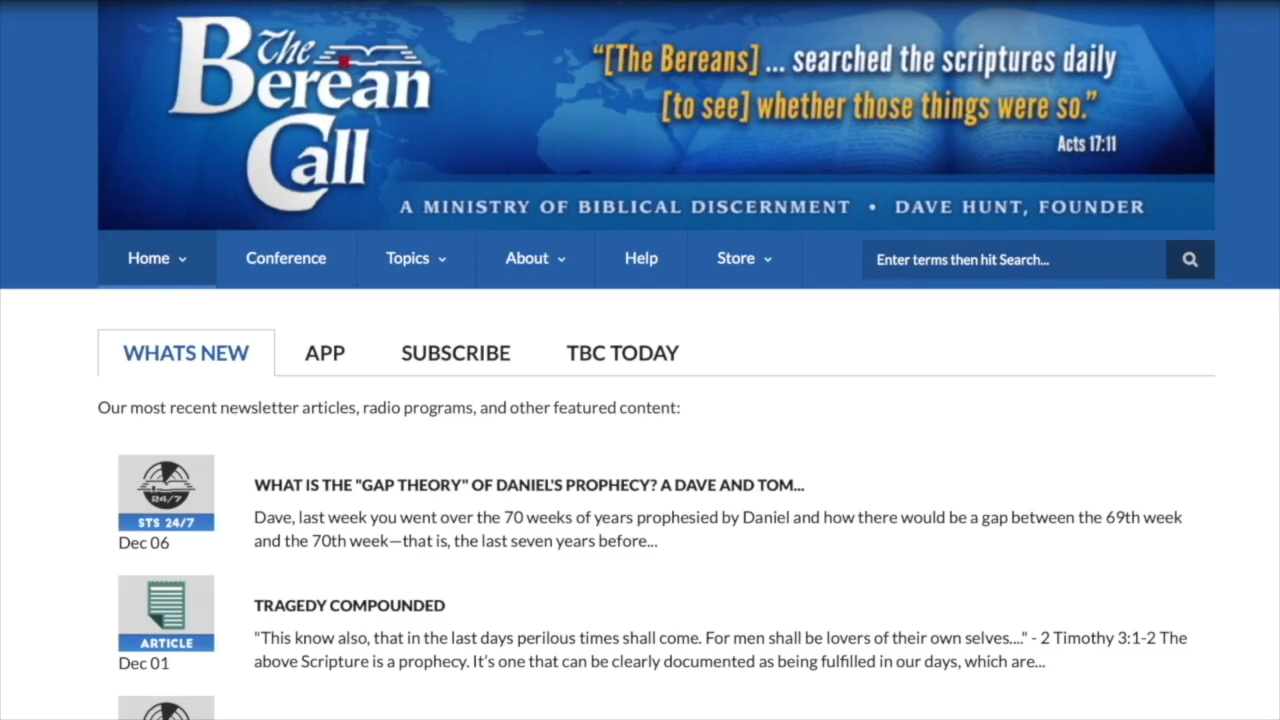 The
Berean
Call
“[The Bereans] ... searched the scriptures daily
[to see] whether those things were so.”
Acts 17:11
A MINISTRY OF BIBLICAL DISCERNMENT • DAVE HUNT, FOUNDER
Home Conference Topics About Help Store Enter terms then hit Search...
WHATS NEW APP SUBSCRIBE TBC TODAY
Our most recent newsletter articles, radio programs, and other featured content:
24/7
STS 24/7
Dec 06
WHAT IS THE "GAP THEORY" OF DANIEL'S PROPHECY? A DAVE AND TOM...
Dave, last week you went over the 70 weeks of years prophesied by Daniel and how there would be a gap between the 69th week
and the 70th week—that is, the last seven years before...
ARTICLE
Dec 01
TRAGEDY COMPOUNDED
"This know also, that in the last days perilous times shall come. For men shall be lovers of their own selves...." - 2 Timothy 3:1-2 The
above Scripture is a prophecy. It’s one that can be clearly documented as being fulfilled in our days, which are...